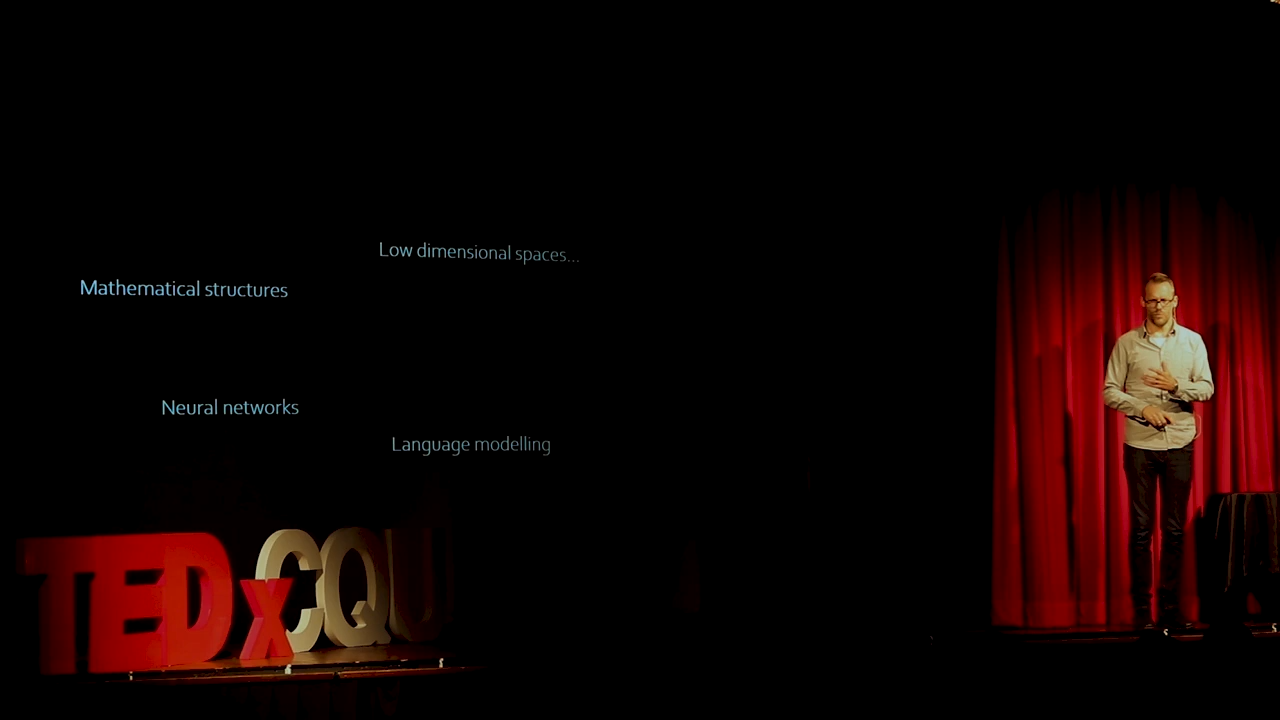 Low dimensional spaces...
Mathematical structures
Neural networks
Language modelling
TEDxCQU